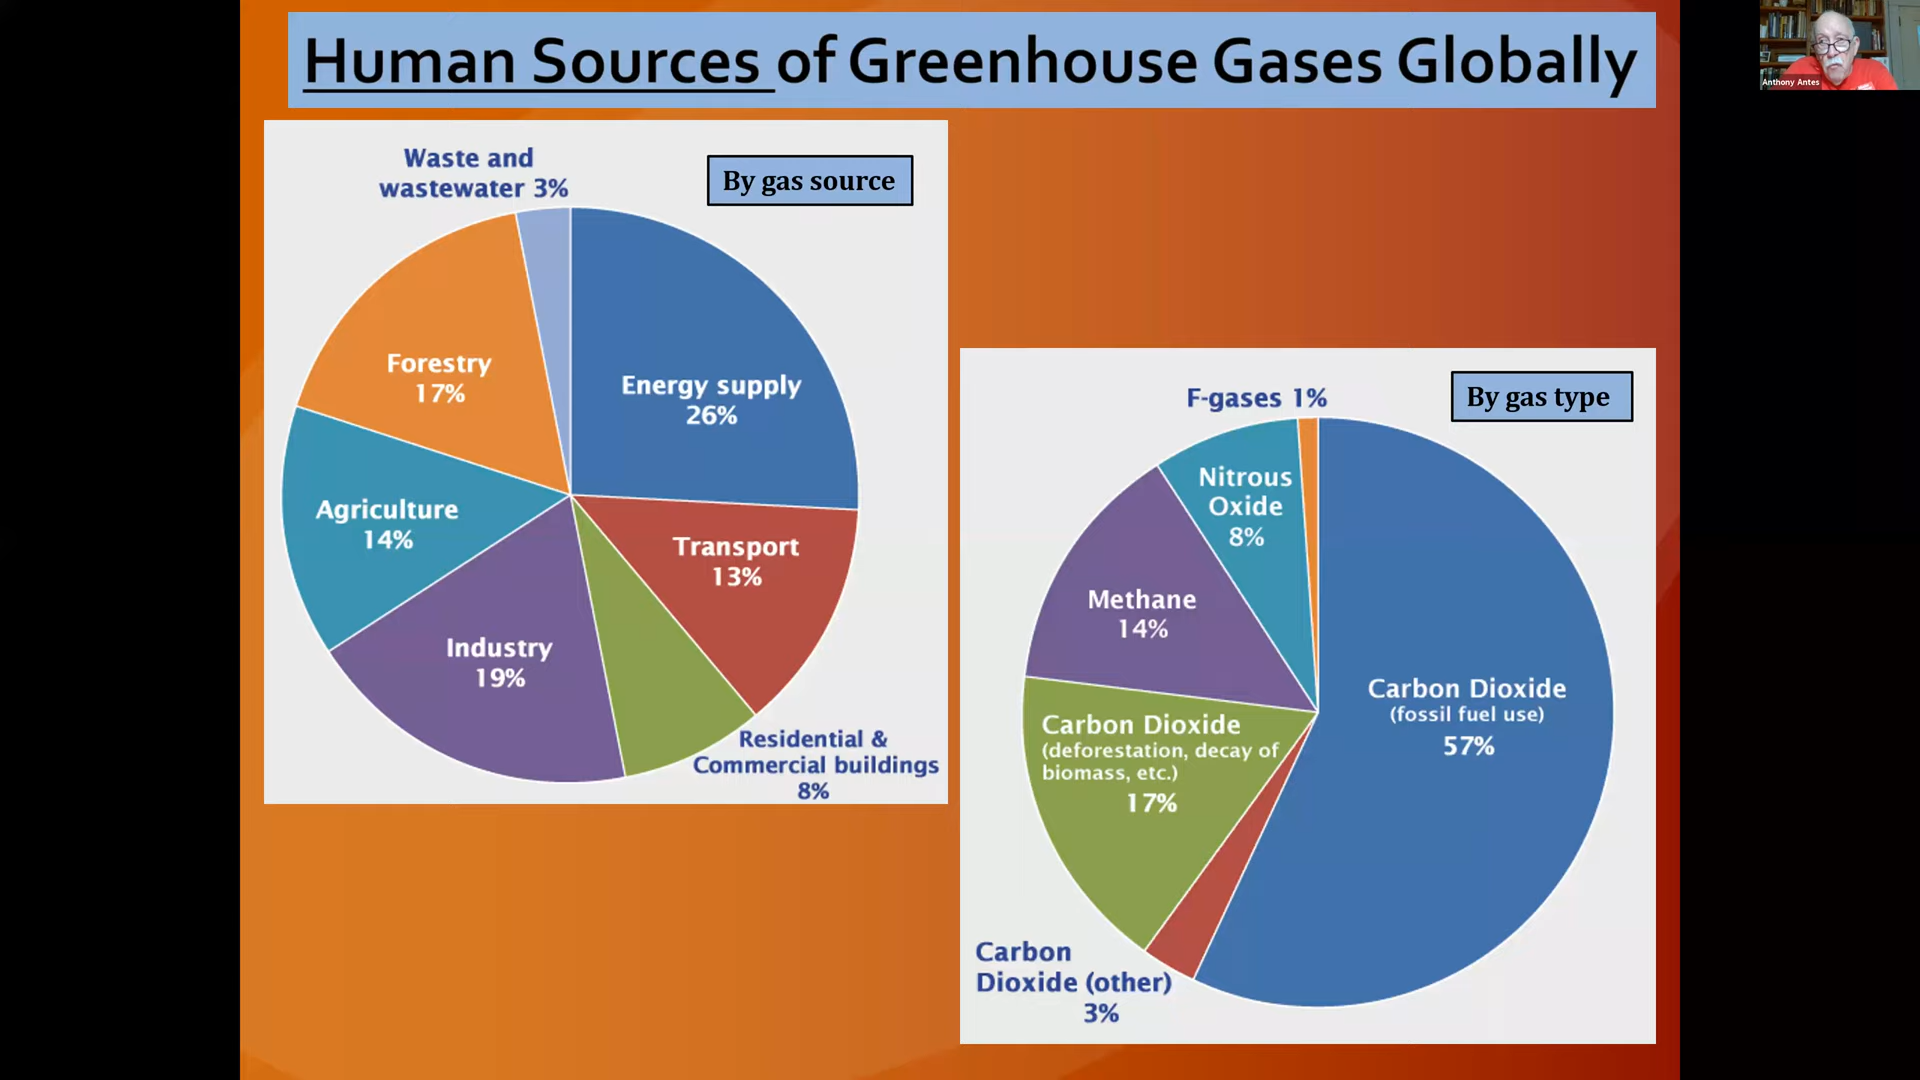 Human Sources of Greenhouse Gases Globally
Anthony Antes
Waste and
wastewater 3%
By gas source
Forestry
17%
Energy supply
26%
Agriculture
14%
Transport
13%
Industry
19%
Residential &
Commercial buildings
8%
F-gases 1%
By gas type
Nitrous
Oxide
8%
Methane
14%
Carbon Dioxide
(fossil fuel use)
57%
Carbon Dioxide
(deforestation, decay of
biomass, etc.)
17%
Carbon
Dioxide (other)
3%